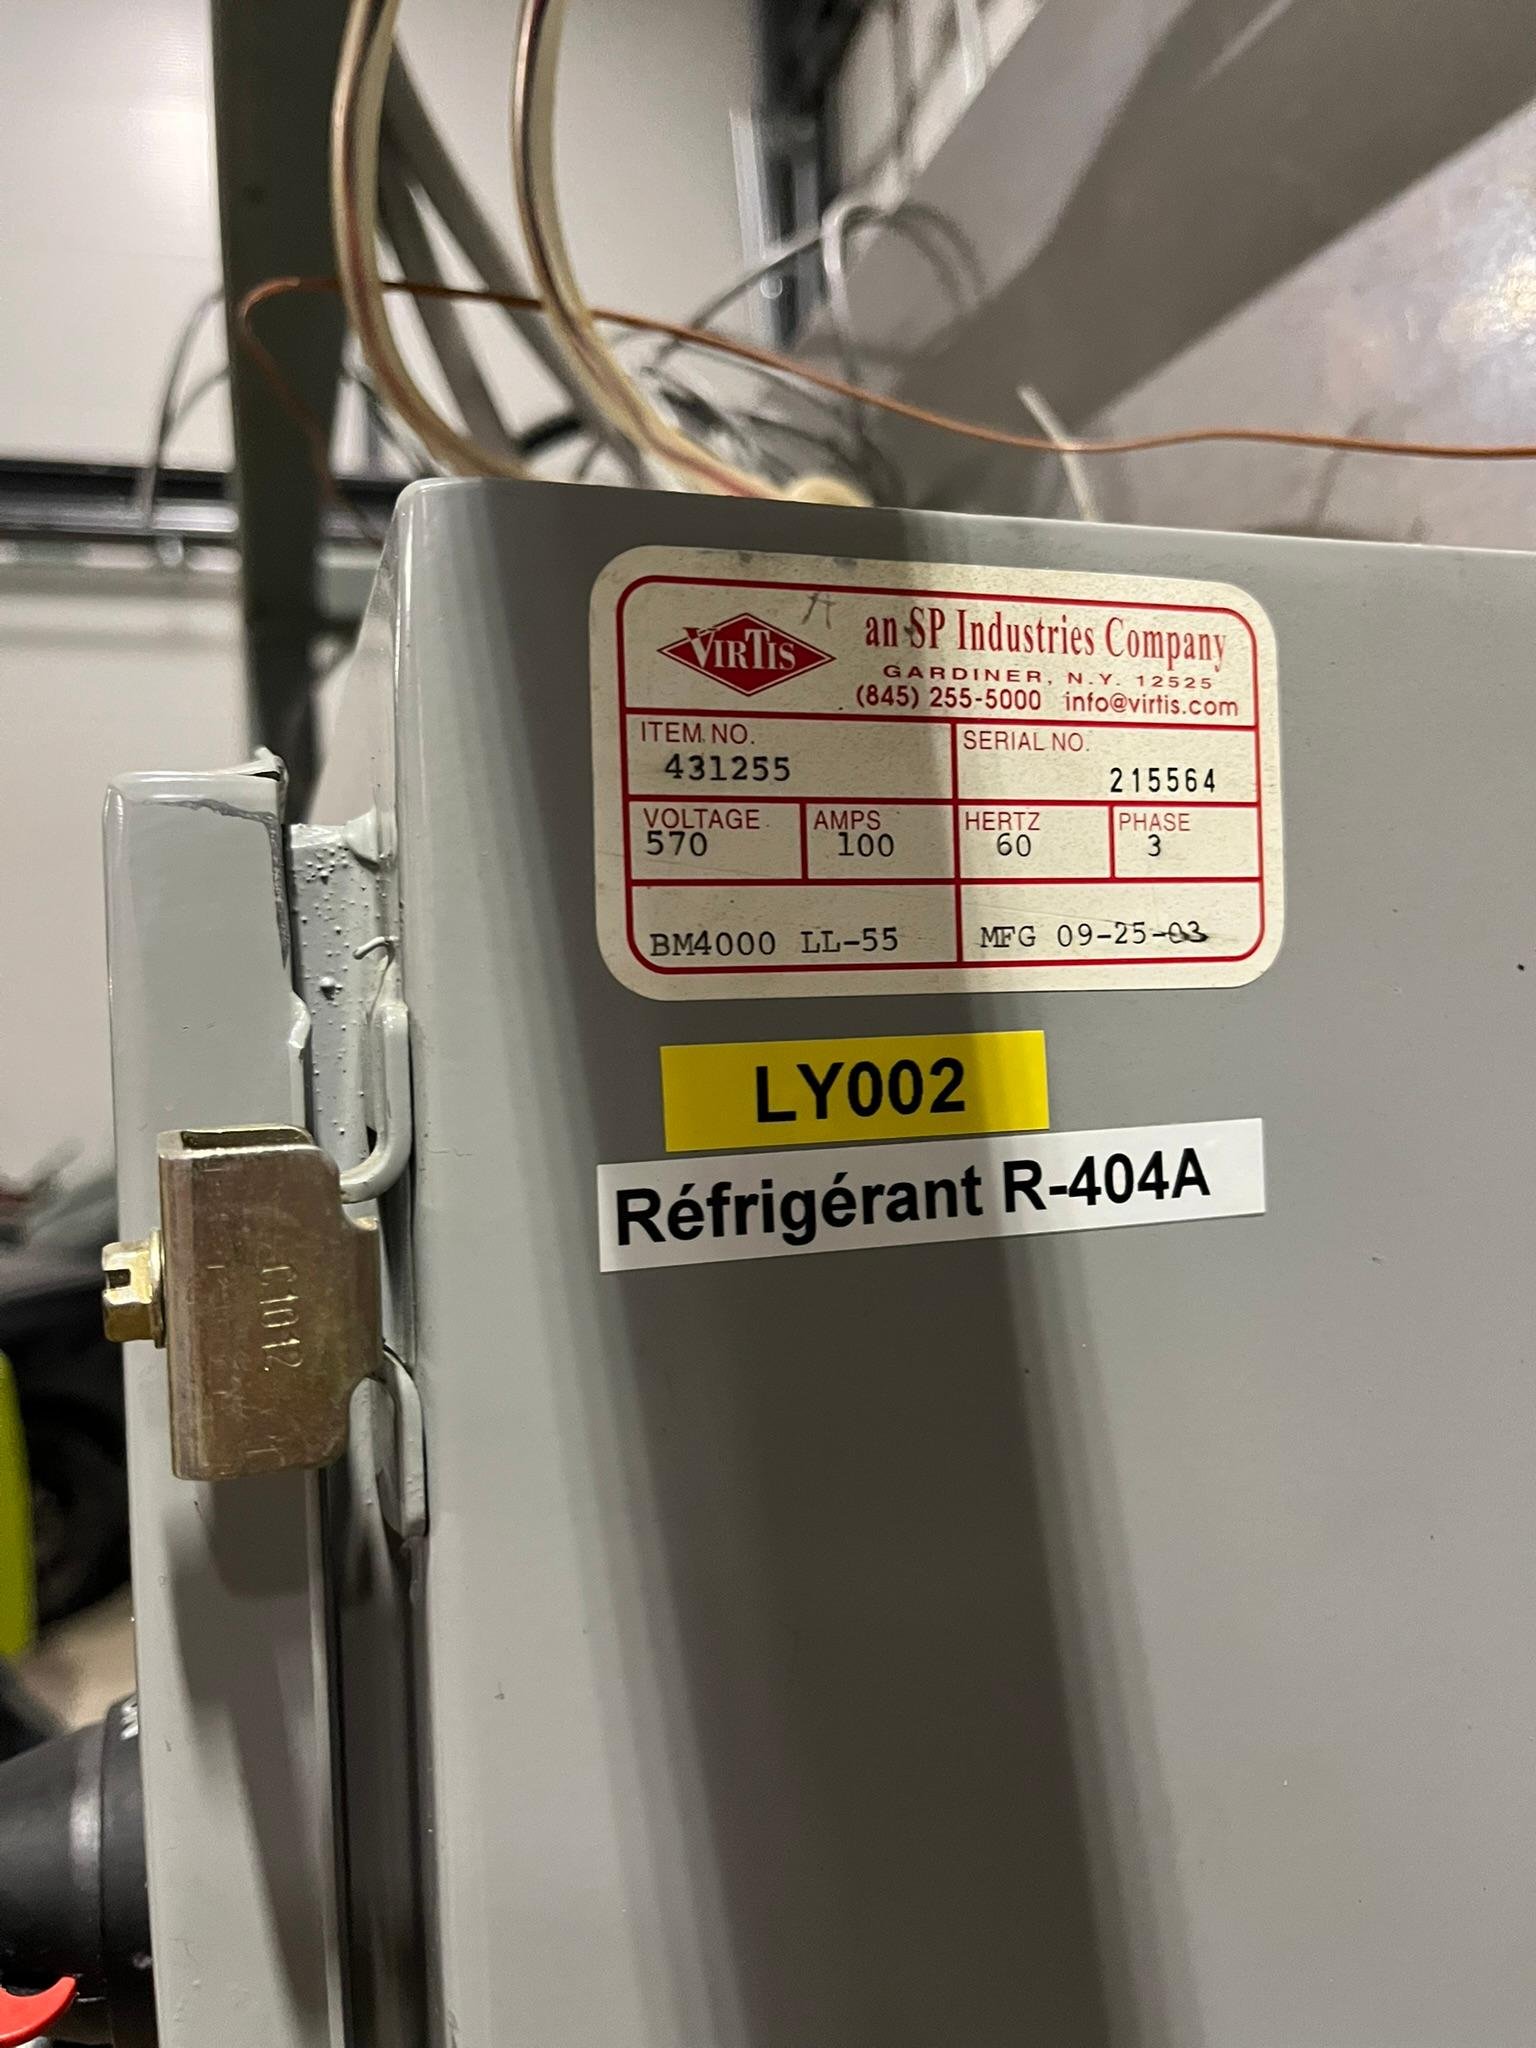 VIRTIS
an SP Industries Company
GARDINER, N.Y. 12525
(845) 255-5000 info@virtis.com
ITEM NO. SERIAL NO.
431255 215564
VOLTAGE AMPS HERTZ PHASE
570 100 60 3
BM4000 LL-55 MFG 09-25-03
LY002
Réfrigérant R-404A
C1012